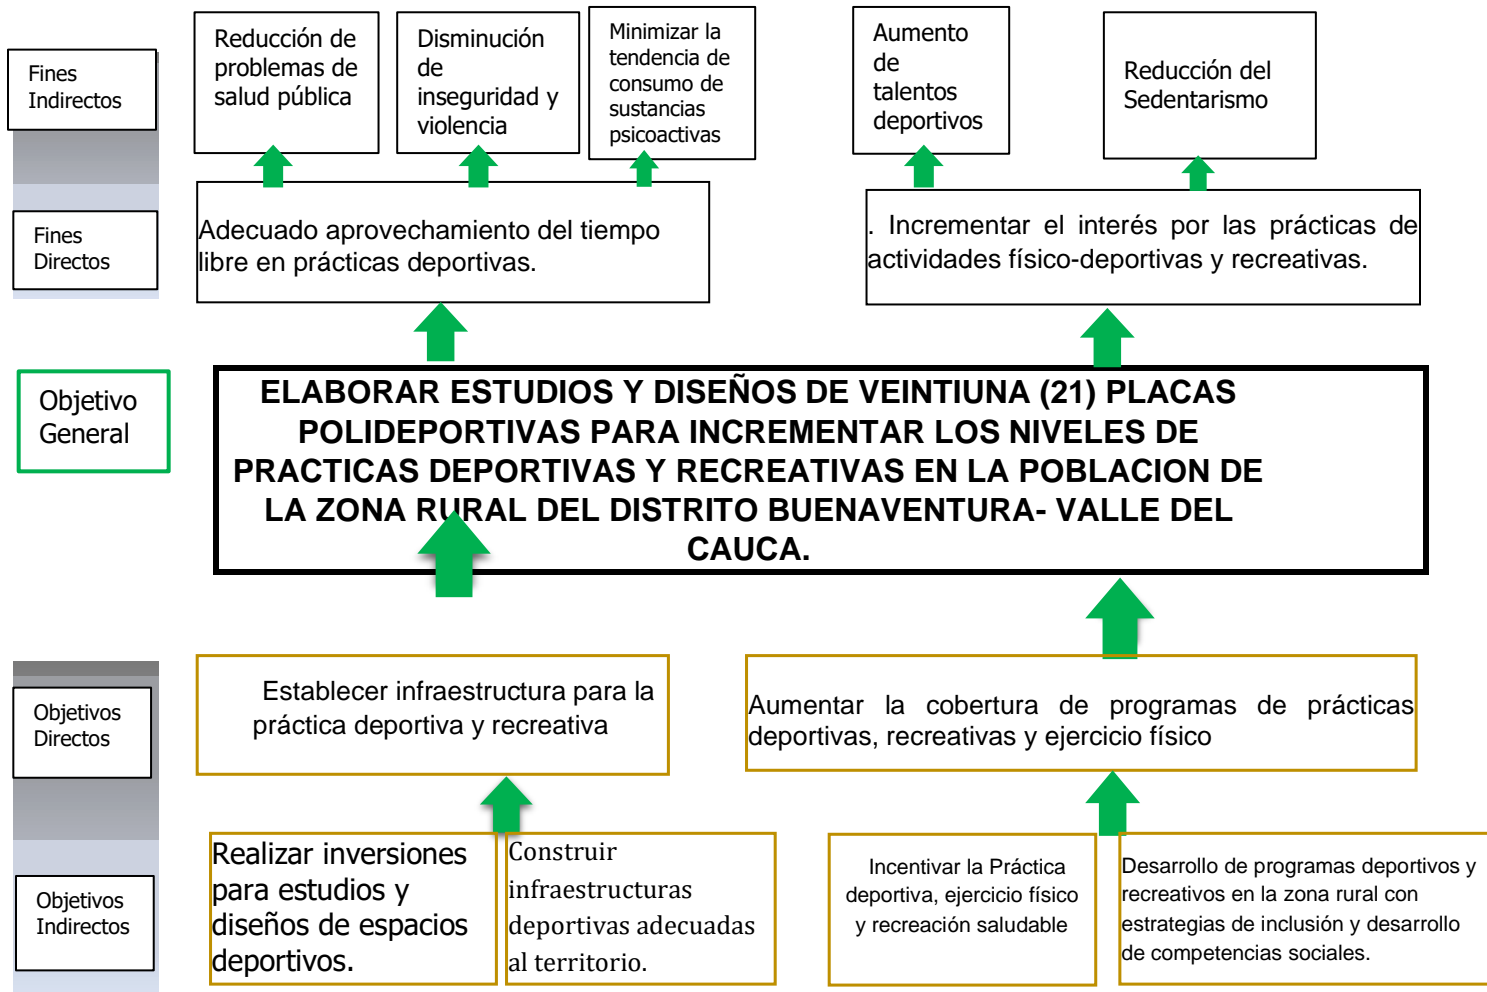 Fines
Indirectos
Reducción de
problemas de
salud pública
Disminución
de
inseguridad y
violencia
Minimizar la
tendencia de
consumo de
sustancias
psicoactivas
Aumento
de
talentos
deportivos
Reducción del
Sedentarismo
Fines
Directos
Adecuado aprovechamiento del tiempo
libre en prácticas deportivas.
. Incrementar el interés por las prácticas de
actividades físico-deportivas y recreativas.
Objetivo
General
ELABORAR ESTUDIOS Y DISEÑOS DE VEINTIUNA (21) PLACAS
POLIDEPORTIVAS PARA INCREMENTAR LOS NIVELES DE
PRACTICAS DEPORTIVAS Y RECREATIVAS EN LA POBLACION DE
LA ZONA RURAL DEL DISTRITO BUENAVENTURA- VALLE DEL
CAUCA.
Objetivos
Directos
Establecer infraestructura para la
práctica deportiva y recreativa
Aumentar la cobertura de programas de prácticas
deportivas, recreativas y ejercicio físico
Objetivos
Indirectos
Realizar inversiones
para estudios y
diseños de espacios
deportivos.
Construir
infraestructuras
deportivas adecuadas
al territorio.
Incentivar la Práctica
deportiva, ejercicio físico
y recreación saludable
Desarrollo de programas deportivos y
recreativos en la zona rural con
estrategias de inclusión y desarrollo
de competencias sociales.